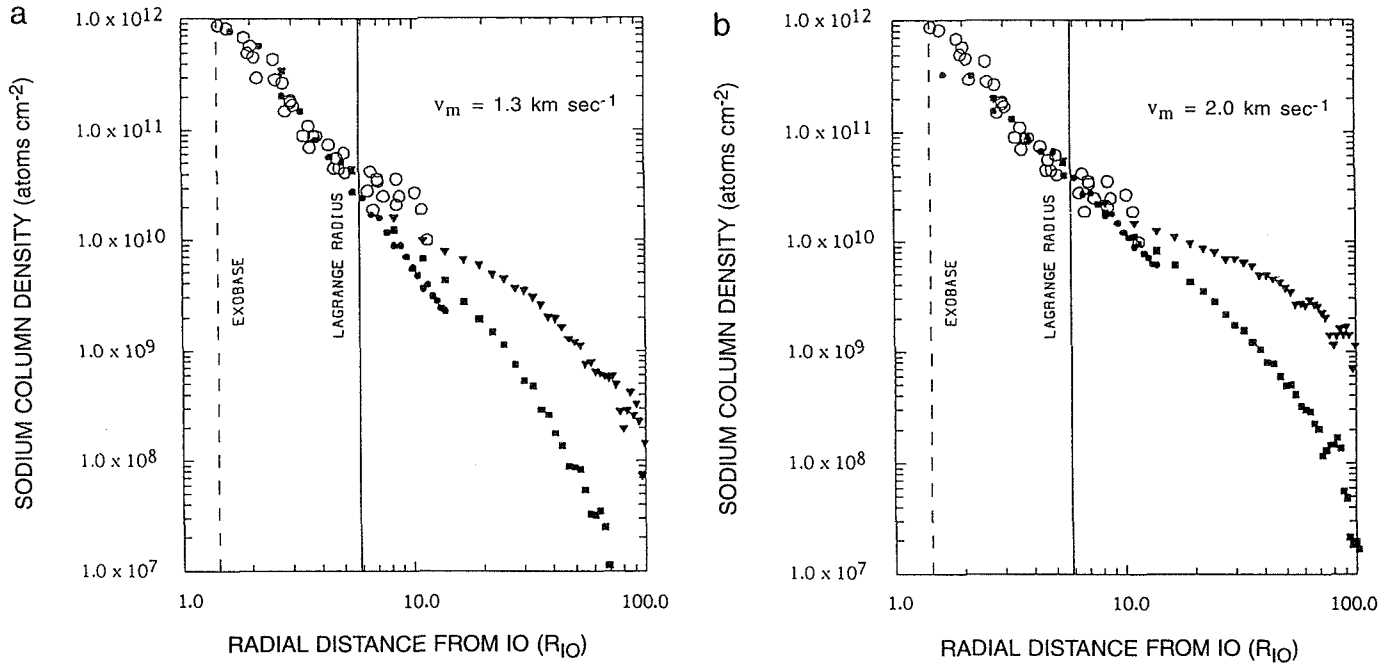 a
SODIUM COLUMN DENSITY (atoms cm-2)
1.0 x 10^12
1.0 x 10^11
1.0 x 10^10
1.0 x 10^9
1.0 x 10^8
1.0 x 10^7
v_m = 1.3 km sec^-1
EXOBASE
LAGRANGE RADIUS
1.0
10.0
100.0
RADIAL DISTANCE FROM IO (R_IO)
b
SODIUM COLUMN DENSITY (atoms cm-2)
1.0 x 10^12
1.0 x 10^11
1.0 x 10^10
1.0 x 10^9
1.0 x 10^8
1.0 x 10^7
v_m = 2.0 km sec^-1
EXOBASE
LAGRANGE RADIUS
1.0
10.0
100.0
RADIAL DISTANCE FROM IO (R_IO)